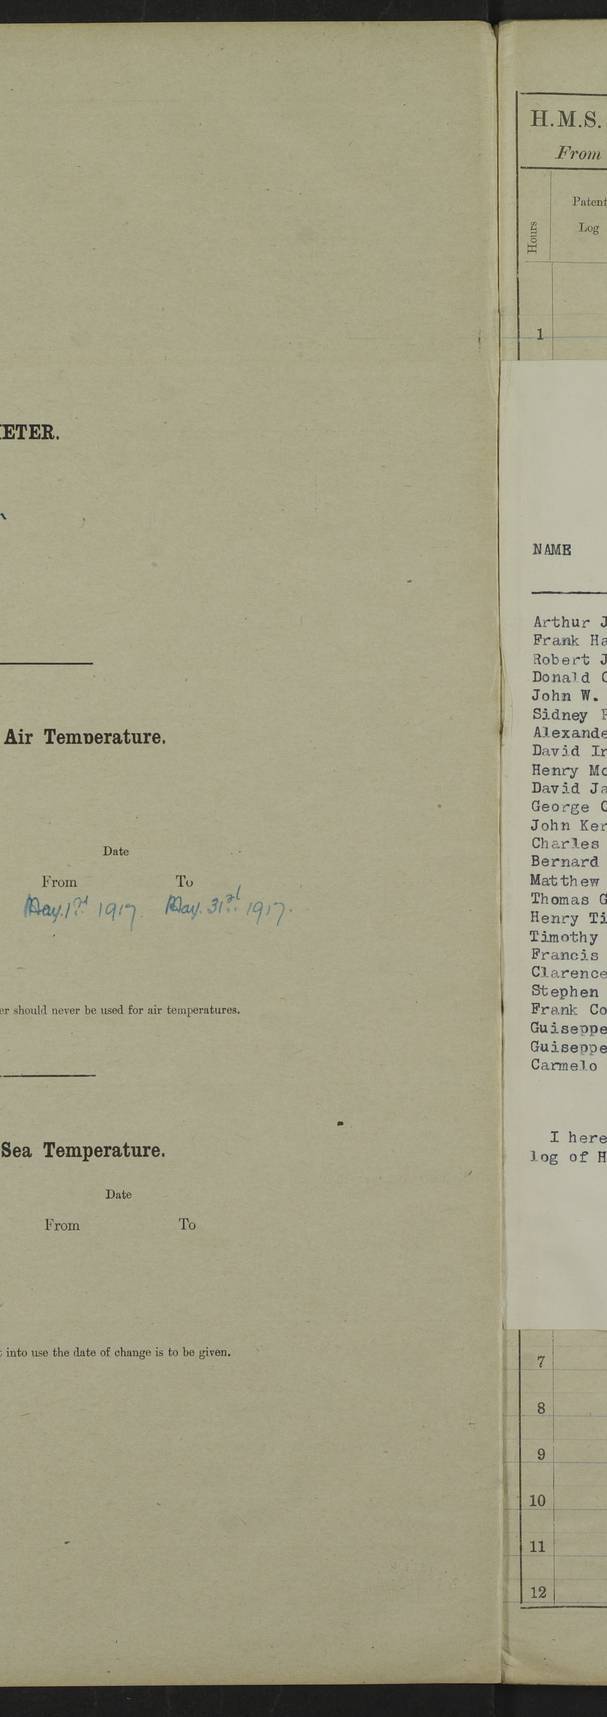 ETER.
Air Temperature.
Date
From To
May. 1st 1917. May. 31st 1917.
er should never be used for air temperatures.
Sea Temperature.
Date
From To
into use the date of change is to be given.
H.M.S.
From
Hours
Patent
Log
1
NAME
Arthur J
Frank Ha
Robert J
Donald
John W.
Sidney
Alexande
David Ir
Henry Mc
David Ja
George
John Ker
Charles
Bernard
Matthew
Thomas G
Henry Ti
Timothy
Francis
Clarence
Stephen
Frank Co
Guiseppe
Guiseppe
Carmelo
I here
log of H
7
8
9
10
11
12